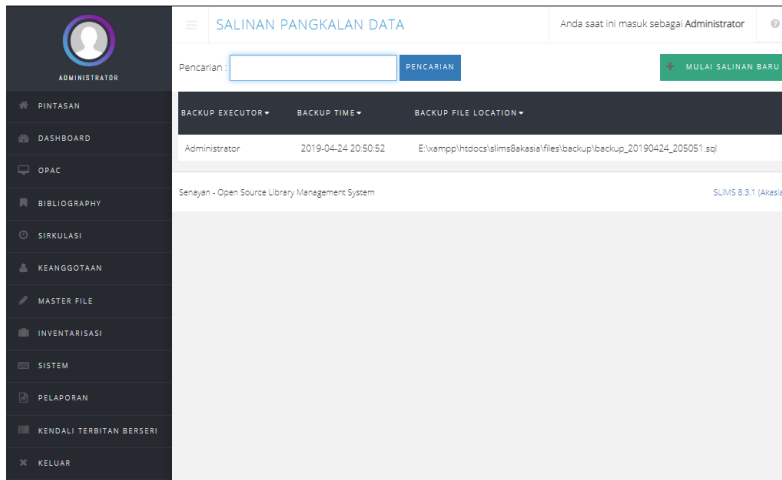 SALINAN PANGKALAN DATA
Anda saat ini masuk sebagai Administrator
ADMINISTRATOR
Pencarian :
PENCARIAN
+ MULAI SALINAN BARU
PINTASAN
DASHBOARD
OPAC
BIBLIOGRAPHY
SIRKULASI
KEANGGOTAAN
MASTER FILE
INVENTARISASI
SISTEM
PELAPORAN
KENDALI TERBITAN BERSERI
KELUAR
BACKUP EXECUTOR BACKUP TIME BACKUP FILE LOCATION
Administrator 2019-04-24 20:50:52 E:\xampp\htdocs\slims8akasia\files\backup\backup_20190424_205051.sql
Senayan - Open Source Library Management System
SLIMS 8.3.1 (Akasia